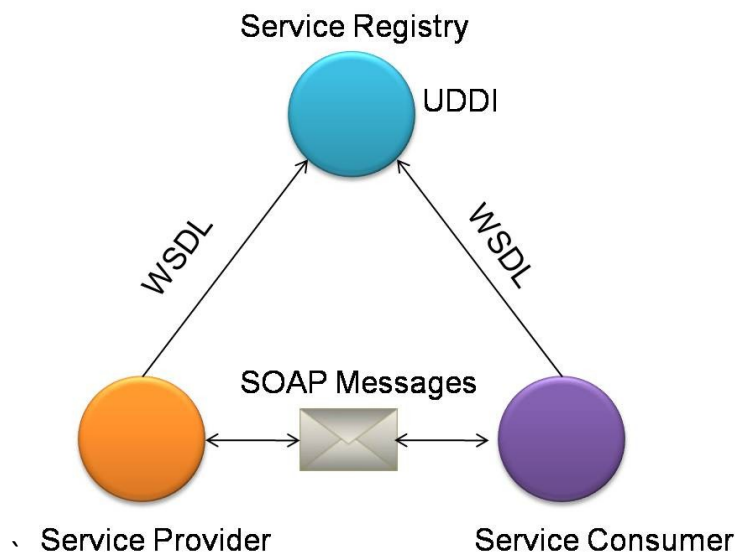 Service Registry
UDDI
WSDL
WSDL
SOAP Messages
` Service Provider
Service Consumer